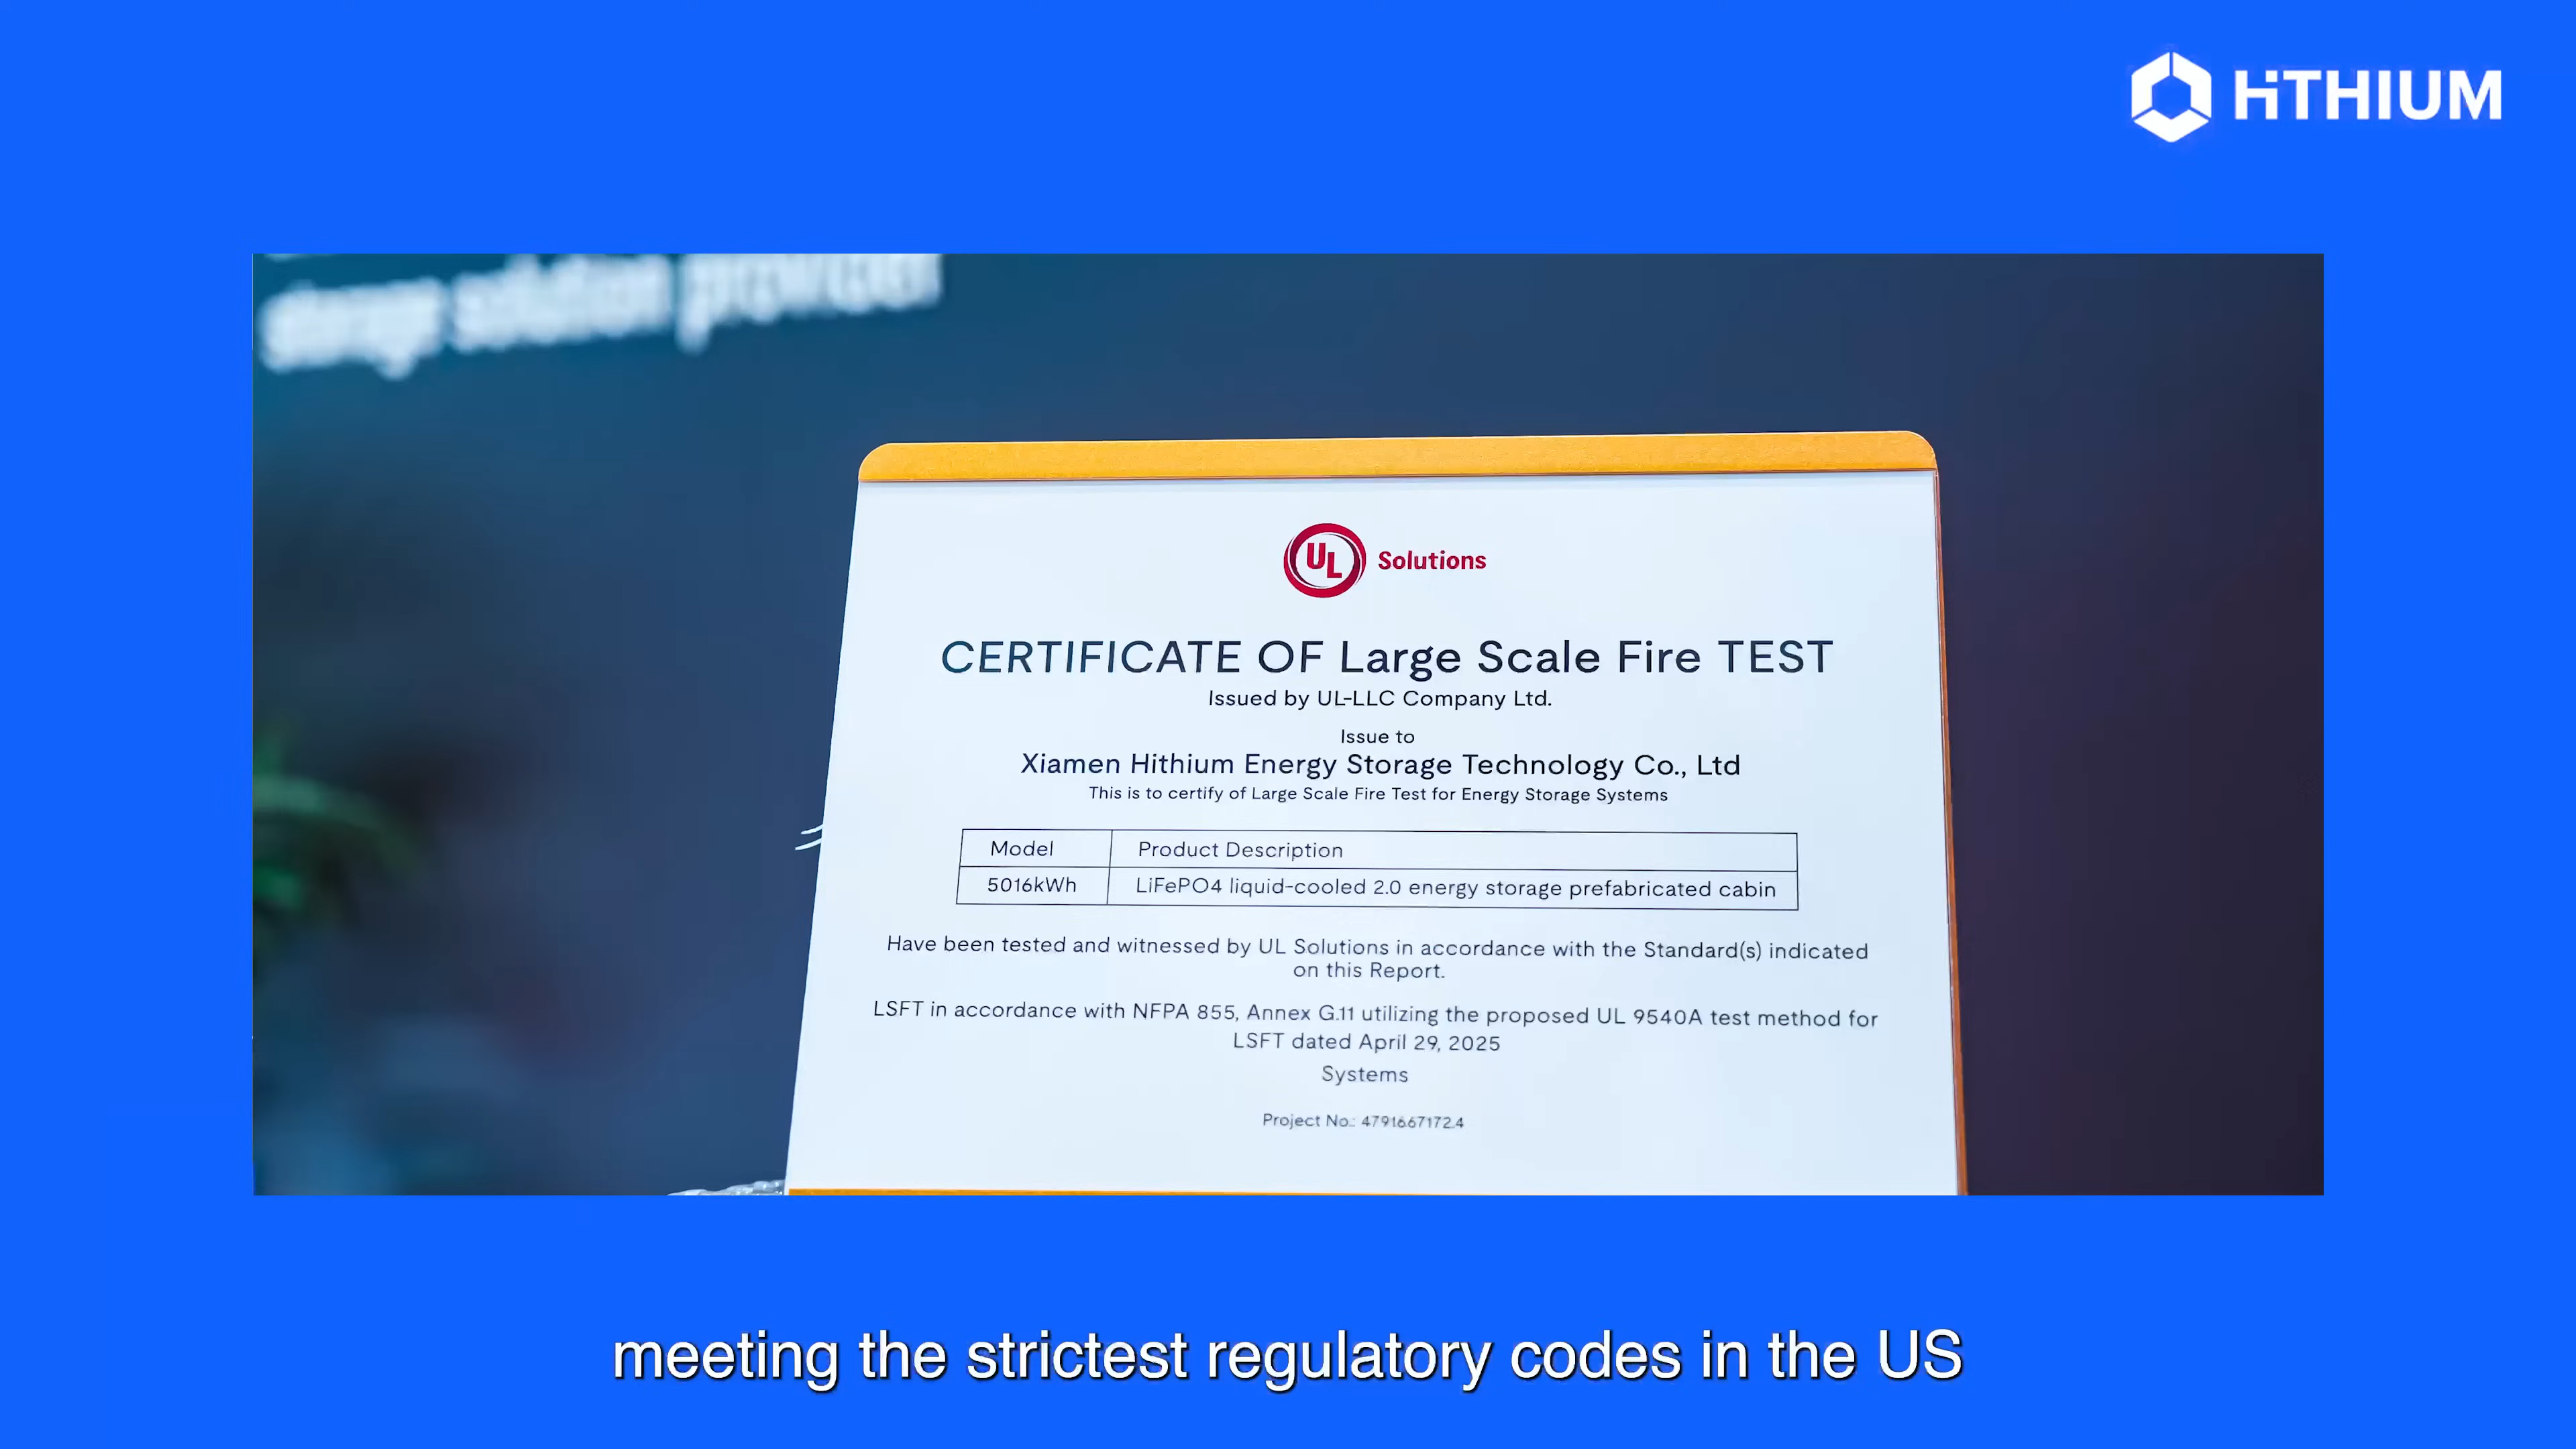 HiTHIUM
storage solution provider
UL Solutions
CERTIFICATE OF Large Scale Fire TEST
Issued by UL-LLC Company Ltd.
Issue to
Xiamen Hithium Energy Storage Technology Co., Ltd
This is to certify of Large Scale Fire Test for Energy Storage Systems
Model Product Description
5016kWh LiFePO4 liquid-cooled 2.0 energy storage prefabricated cabin
Have been tested and witnessed by UL Solutions in accordance with the Standard(s) indicated
on this Report.
LSFT in accordance with NFPA 855, Annex G.11 utilizing the proposed UL 9540A test method for
LSFT dated April 29, 2025
Systems
Project No.: 4791667172.4
meeting the strictest regulatory codes in the US